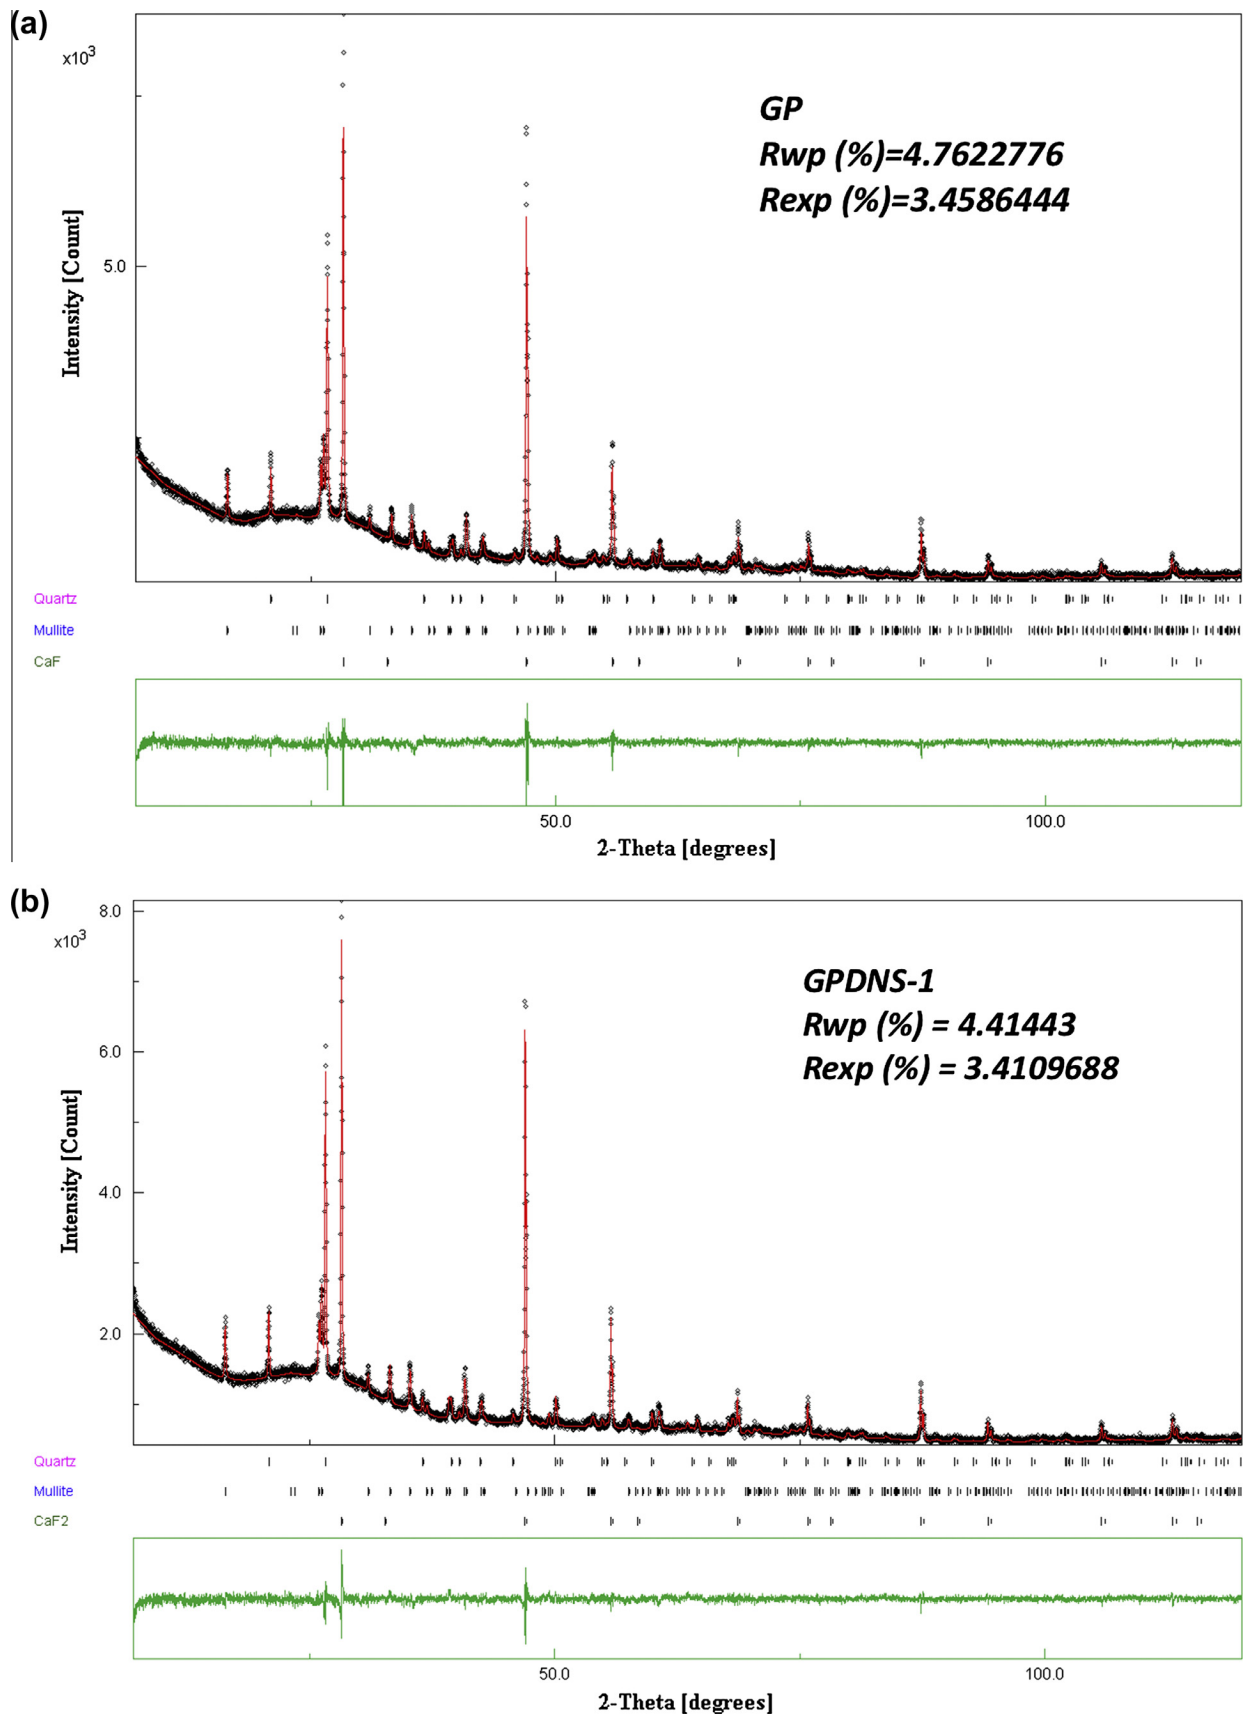 (a)
x10³
GP
Rwp (%)=4.7622776
Rexp (%)=3.4586444
Intensity [Count]
5.0
Quartz
Mullite
CaF
50.0
100.0
2-Theta [degrees]
(b)
8.0
x10³
GPDNS-1
Rwp (%) = 4.41443
Rexp (%) = 3.4109688
6.0
Intensity [Count]
4.0
2.0
Quartz
Mullite
CaF2
50.0
100.0
2-Theta [degrees]